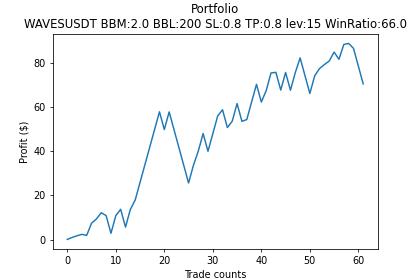 Portfolio
WAVESUSDT BBM:2.0 BBL:200 SL:0.8 TP:0.8 lev:15 WinRatio:66.0
80
60
40
20
0
Profit ($)
0 10 20 30 40 50 60
Trade counts